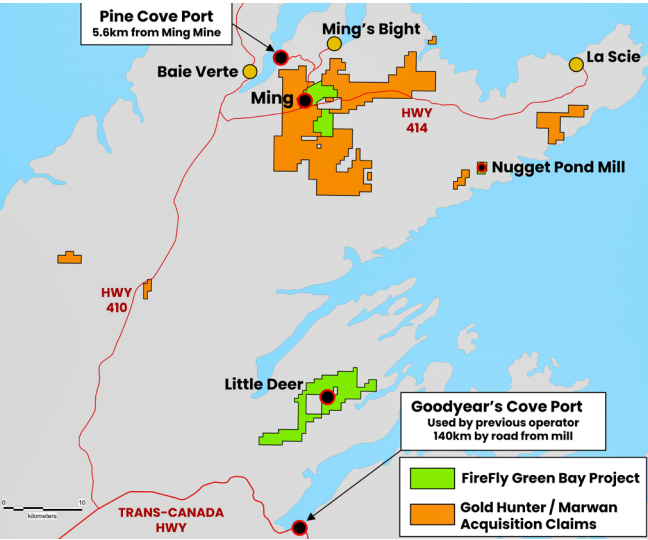 Pine Cove Port
5.6km from Ming Mine
Ming's Bight
La Scie
Baie Verte
Ming
HWY
414
Nugget Pond Mill
HWY
410
Little Deer
Goodyear's Cove Port
Used by previous operator
140km by road from mill
FireFly Green Bay Project
Gold Hunter / Marwan
Acquisition Claims
0 10
kilometers
TRANS-CANADA
HWY